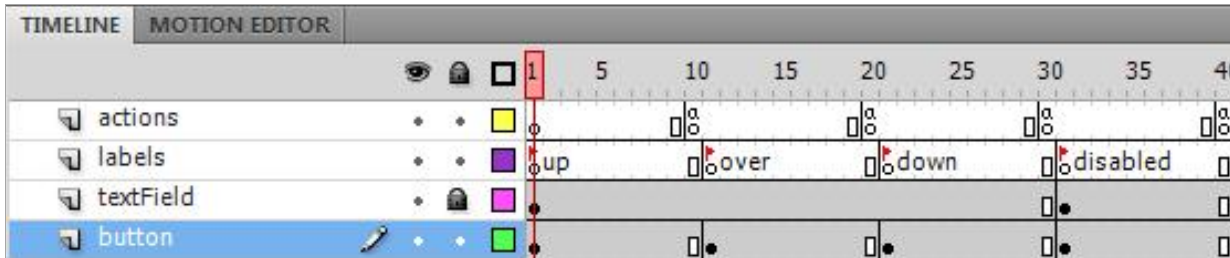 TIMELINE MOTION EDITOR
1 5 10 15 20 25 30 35
actions a a a a
labels up over down disabled
textField
button